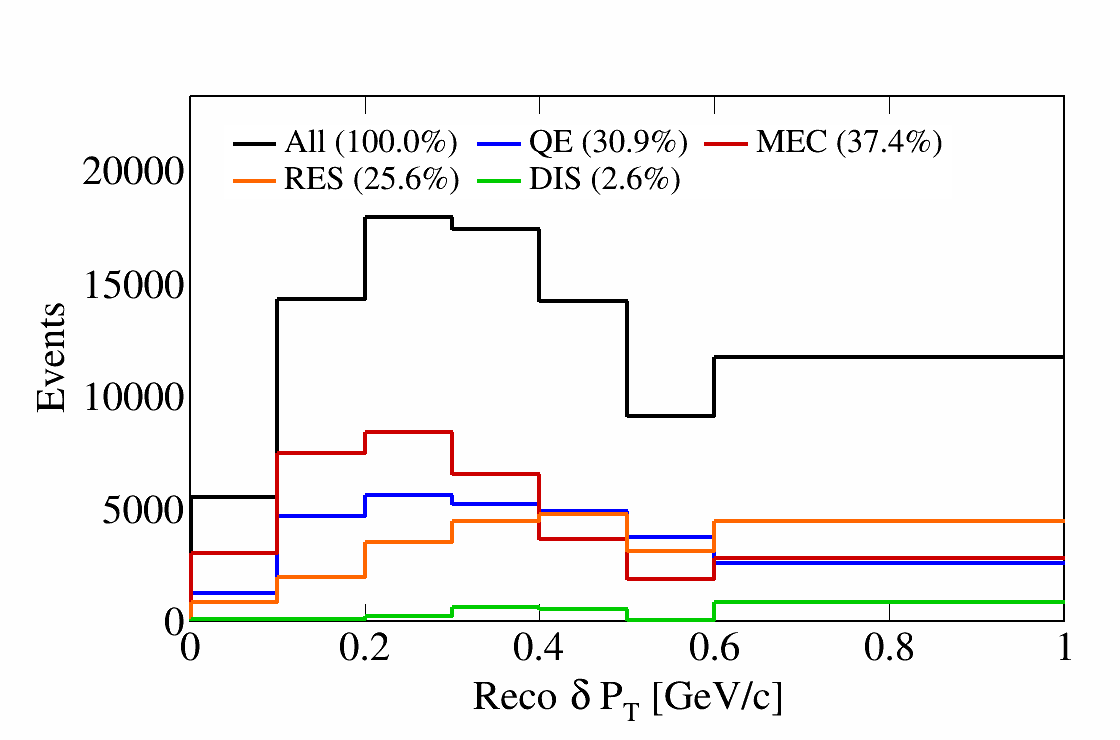 All (100.0%) QE (30.9%) MEC (37.4%)
RES (25.6%) DIS (2.6%)
20000
15000
10000
5000
0
Events
0 0.2 0.4 0.6 0.8 1
Reco δ P_T [GeV/c]